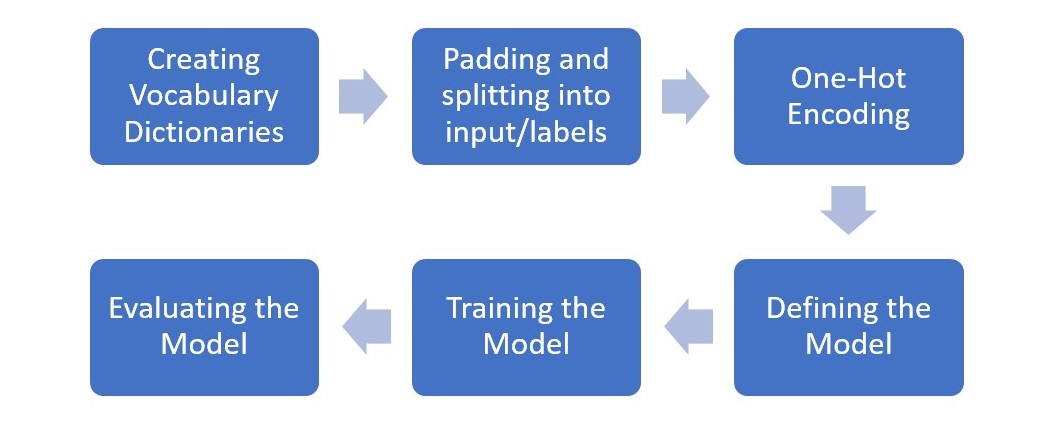 Creating
Vocabulary
Dictionaries
Padding and
splitting into
input/labels
One-Hot
Encoding
Defining the
Model
Training the
Model
Evaluating the
Model